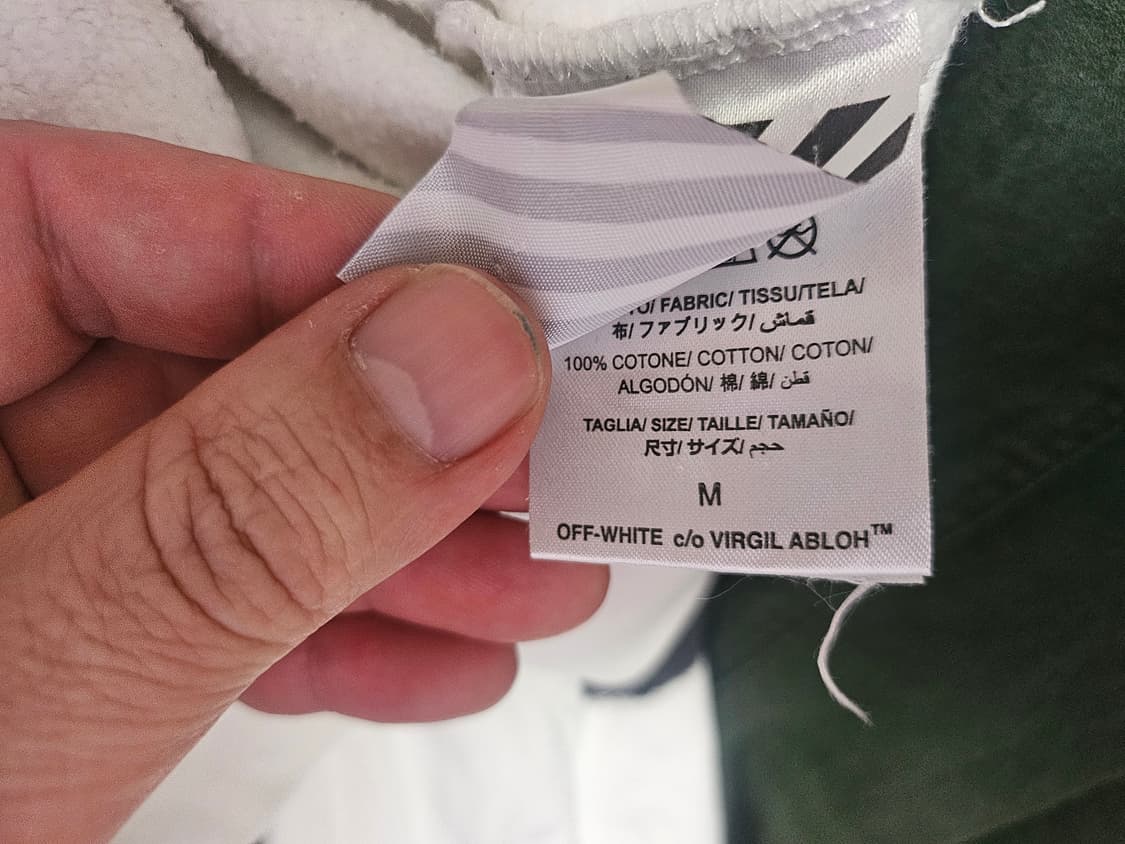 FABRIC/ TISSU/TELA/
布/ファブリック/ قماش/
100% COTONE/ COTTON/ COTON/
ALGODÓN/ 棉/ 綿/ قطن
TAGLIA/ SIZE/ TAILLE/ TAMAÑO/
尺寸/ サイズ/ حجم
M
OFF-WHITE c/o VIRGIL ABLOH™